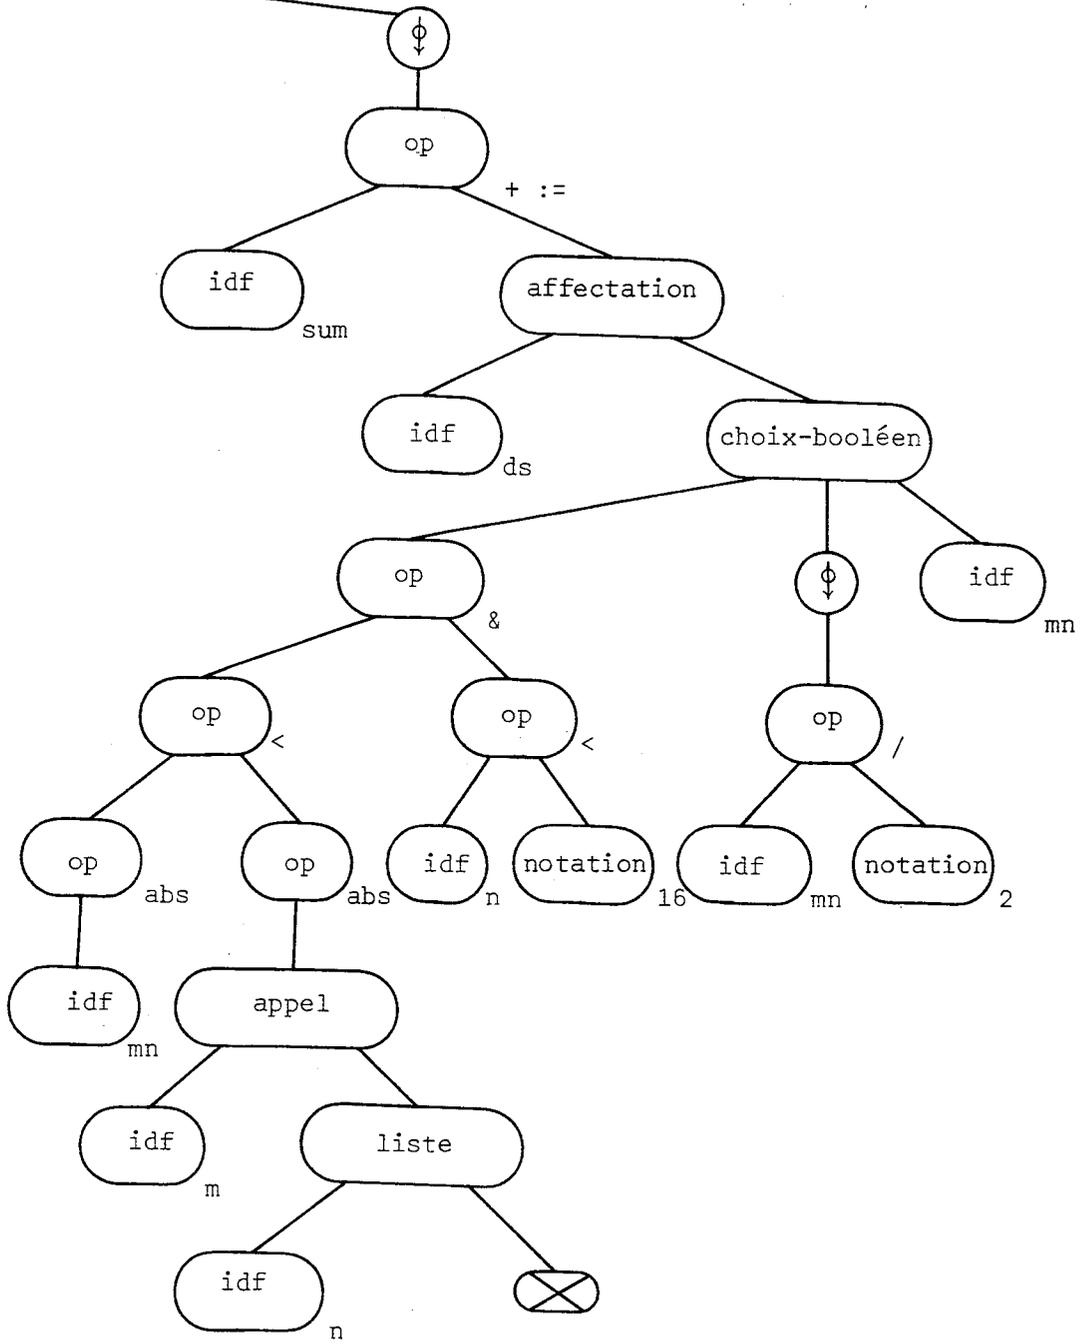 op
+ :=
idf
sum
affectation
idf
ds
choix-booléen
op
&
idf
mn
op
<
op
<
op
/
op
abs
op
abs
idf
n
notation
16
idf
mn
notation
2
idf
mn
appel
idf
m
liste
idf
n